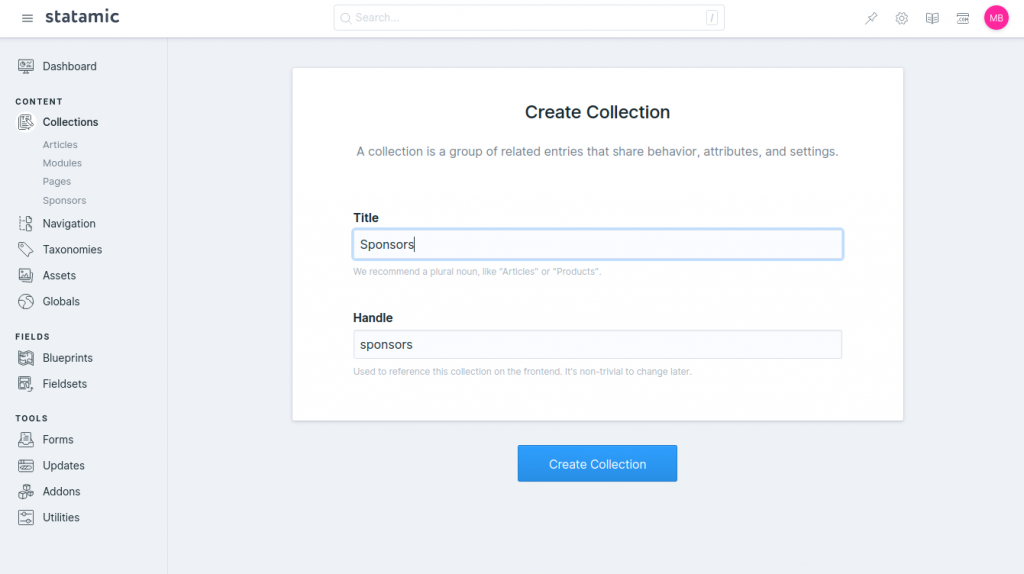 statamic
Search...
/
.COM
MB
Dashboard
CONTENT
Collections
Articles
Modules
Pages
Sponsors
Navigation
Taxonomies
Assets
Globals
FIELDS
Blueprints
Fieldsets
TOOLS
Forms
Updates
Addons
Utilities
Create Collection
A collection is a group of related entries that share behavior, attributes, and settings.
Title
Sponsors
We recommend a plural noun, like "Articles" or "Products".
Handle
sponsors
Used to reference this collection on the frontend. It's non-trivial to change later.
Create Collection